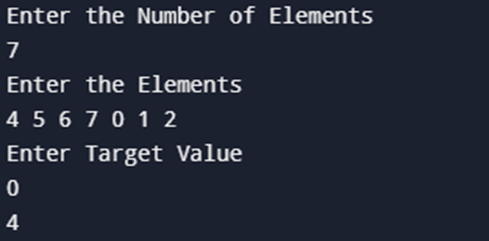 Enter the Number of Elements
7
Enter the Elements
4 5 6 7 0 1 2
Enter Target Value
0
4